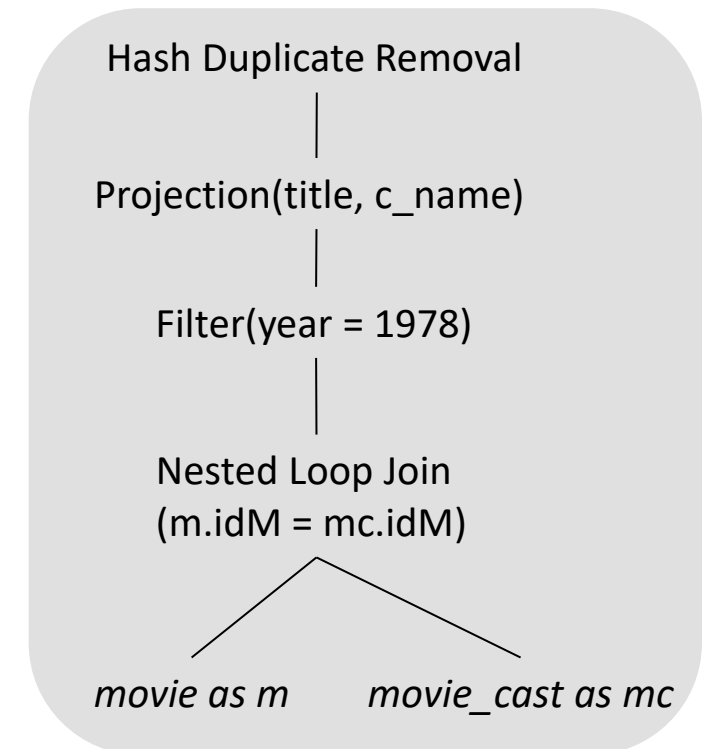 Hash Duplicate Removal
Projection(title, c_name)
Filter(year = 1978)
Nested Loop Join
(m.idM = mc.idM)
movie as m movie_cast as mc